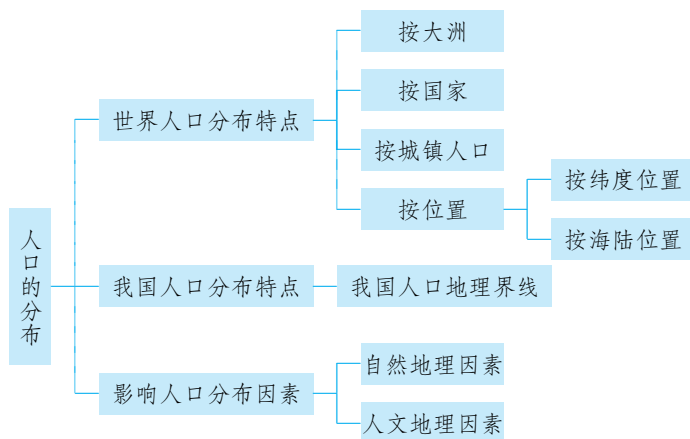 人口的分布
世界人口分布特点
按大洲
按国家
按城镇人口
按位置
按纬度位置
按海陆位置
我国人口分布特点
我国人口地理界线
影响人口分布因素
自然地理因素
人文地理因素